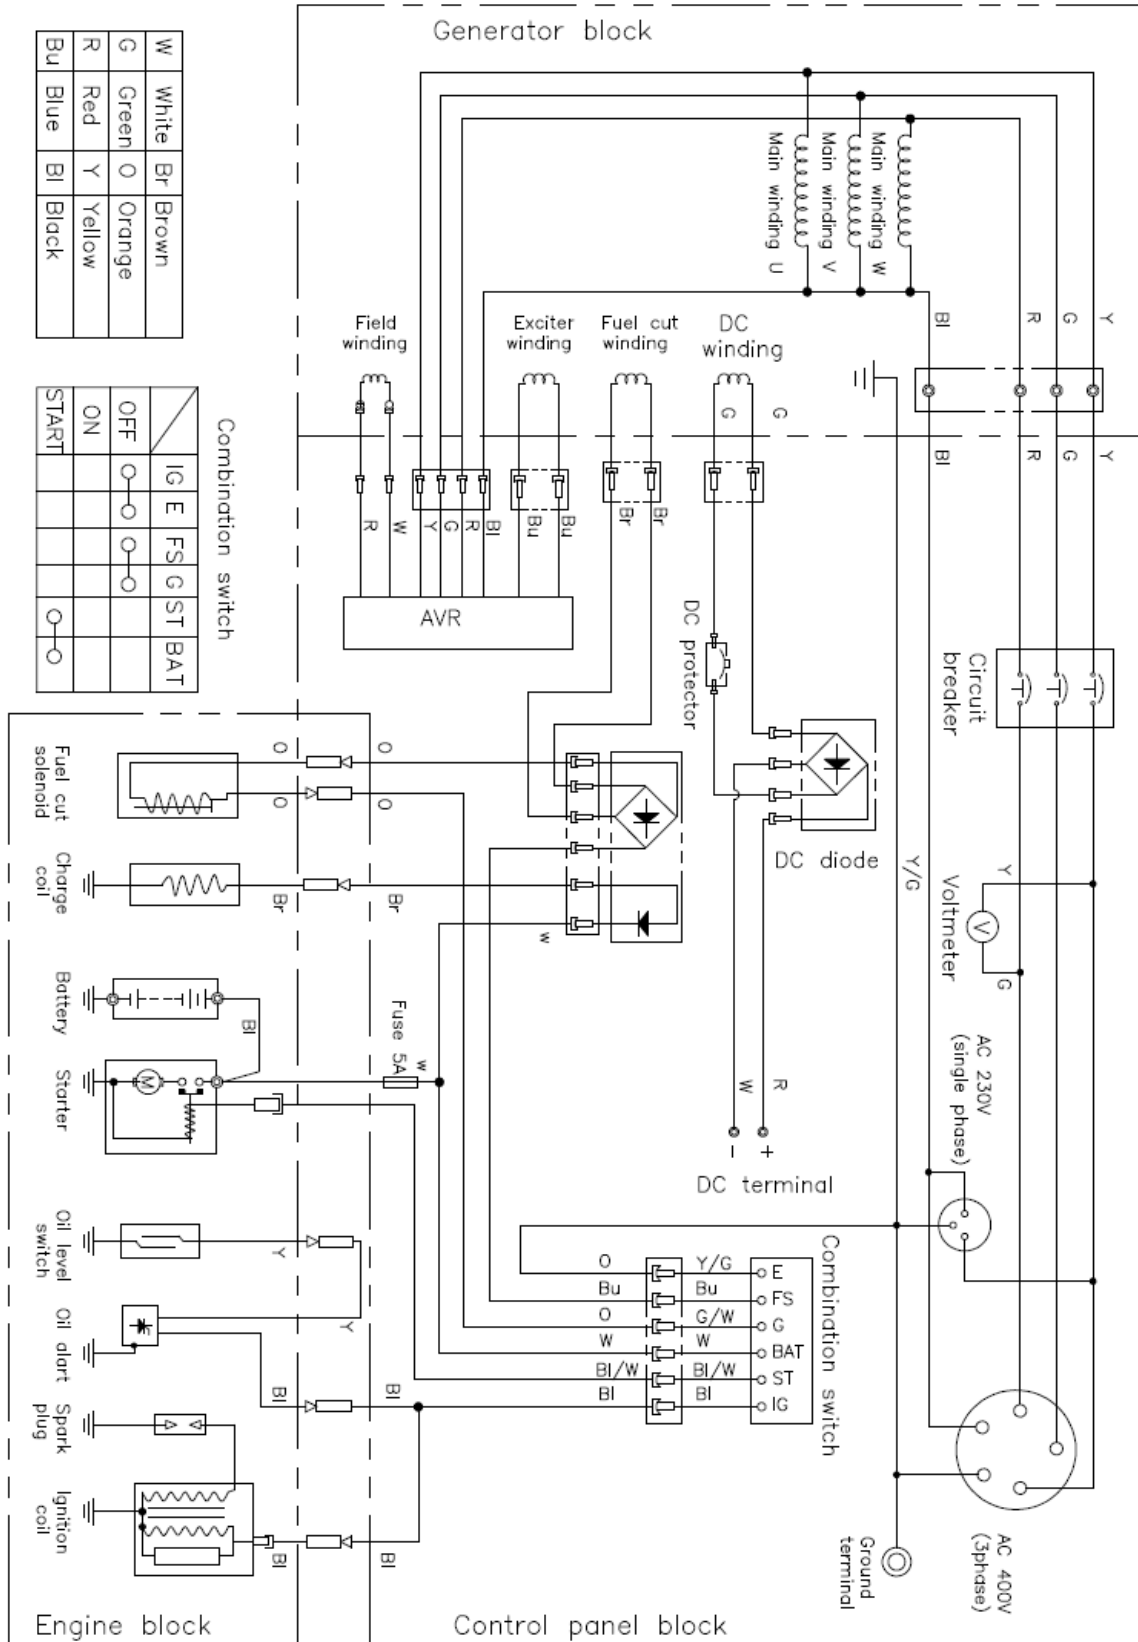 Generator block
W White Br Brown
G Green O Orange
R Red Y Yellow
Bu Blue Bl Black
Main winding U
Main winding V
Main winding W
Bl
R
G
Y
Field
winding
Exciter
winding
Fuel cut
winding
DC
winding
G
G
Bl
R
G
Y
Combination switch
IG E FS G ST BAT
OFF
ON
START
R
W
Y
G
R
Bl
Bu
Bu
Br
Br
AVR
DC protector
Circuit
breaker
Fuel cut
solenoid
O
O
O
O
DC diode
Y/G
Charge
coil
Br
Br
w
Voltmeter
Y
V
G
Battery
Bl
Fuse 5A
w
Starter
M
W
R
- +
DC terminal
AC 230V
(single phase)
Oil level
switch
Y
Y
Combination switch
O Y/G E
Bu Bu FS
O G/W G
W W BAT
Bl/W Bl/W ST
Bl Bl IG
Oil alart
Bl
Bl
Spark
plug
Ignition
coil
Bl
Bl
Ground
terminal
AC 400V
(3phase)
Engine block
Control panel block